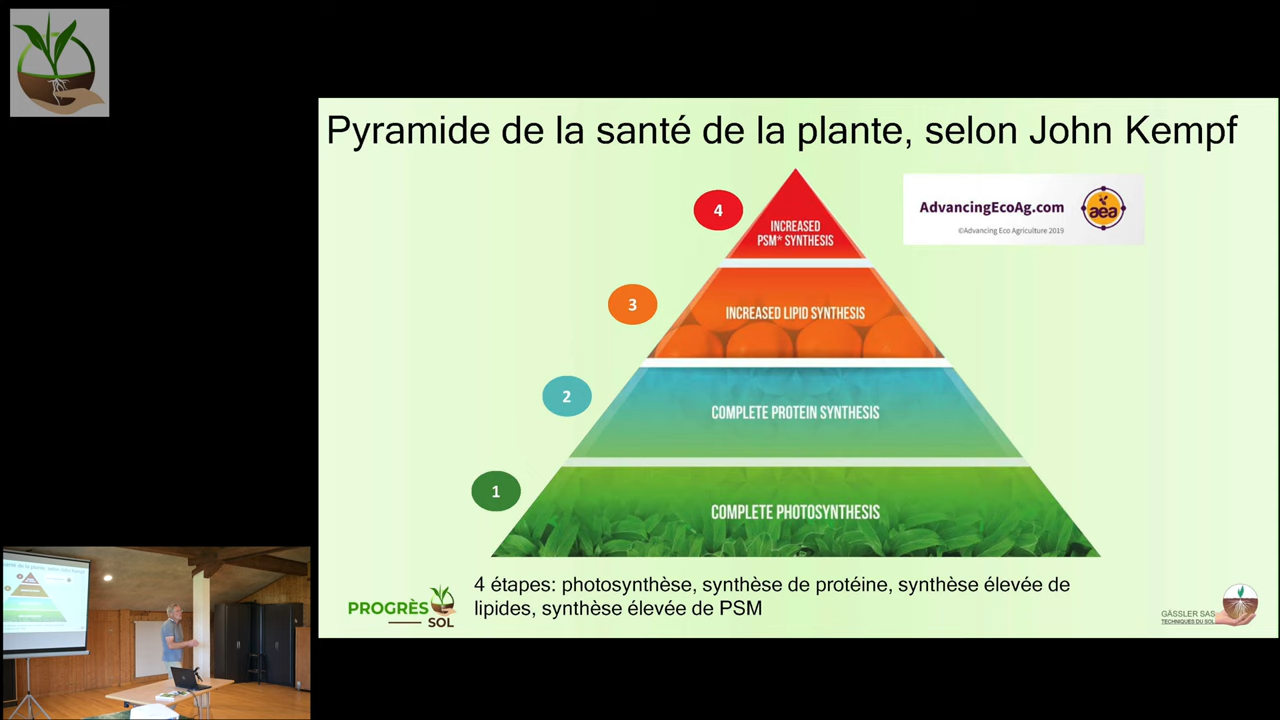 Pyramide de la santé de la plante, selon John Kempf
AdvancingEcoAg.com
aea
©Advancing Eco Agriculture 2019
4
INCREASED
PSM* SYNTHESIS
3
INCREASED LIPID SYNTHESIS
2
COMPLETE PROTEIN SYNTHESIS
1
COMPLETE PHOTOSYNTHESIS
4 étapes: photosynthèse, synthèse de protéine, synthèse élevée de
lipides, synthèse élevée de PSM
PROGRÈS
SOL
GÄSSLER SAS
TECHNIQUES DU SOL